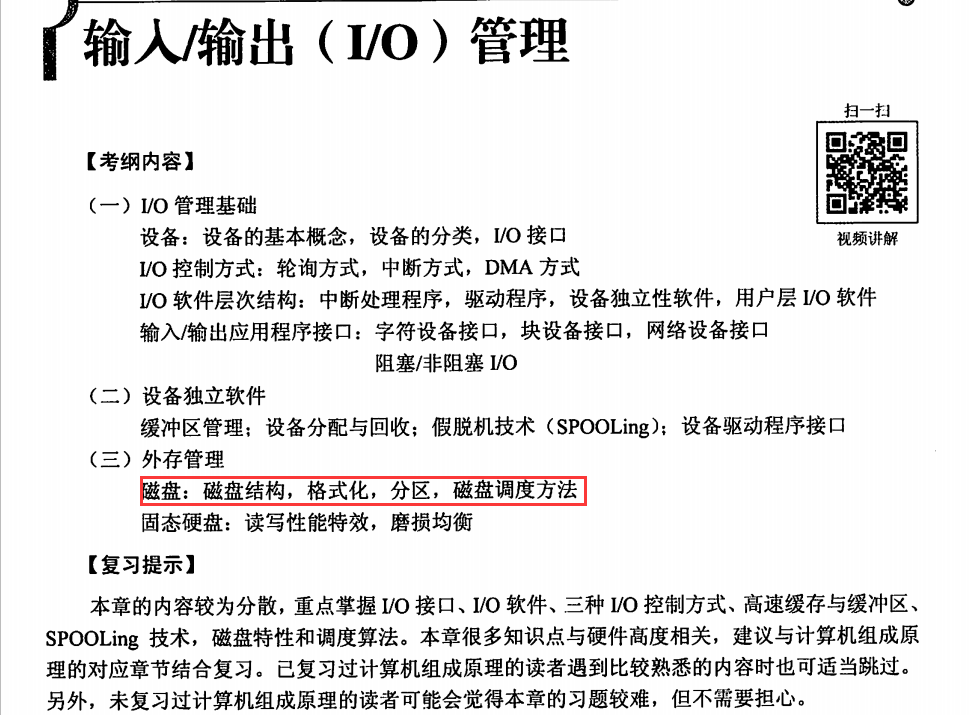 输入/输出（I/O）管理
扫一扫
视频讲解
【考纲内容】
（一）I/O 管理基础
设备：设备的基本概念，设备的分类，I/O 接口
I/O 控制方式：轮询方式，中断方式，DMA 方式
I/O 软件层次结构：中断处理程序，驱动程序，设备独立性软件，用户层 I/O 软件
输入/输出应用程序接口：字符设备接口，块设备接口，网络设备接口
阻塞/非阻塞 I/O
（二）设备独立软件
缓冲区管理；设备分配与回收；假脱机技术（SPOOLing）；设备驱动程序接口
（三）外存管理
磁盘：磁盘结构，格式化，分区，磁盘调度方法
固态硬盘：读写性能特效，磨损均衡
【复习提示】
本章的内容较为分散，重点掌握 I/O 接口、I/O 软件、三种 I/O 控制方式、高速缓存与缓冲区、
SPOOLing 技术，磁盘特性和调度算法。本章很多知识点与硬件高度相关，建议与计算机组成原
理的对应章节结合复习。已复习过计算机组成原理的读者遇到比较熟悉的内容时也可适当跳过。
另外，未复习过计算机组成原理的读者可能会觉得本章的习题较难，但不需要担心。